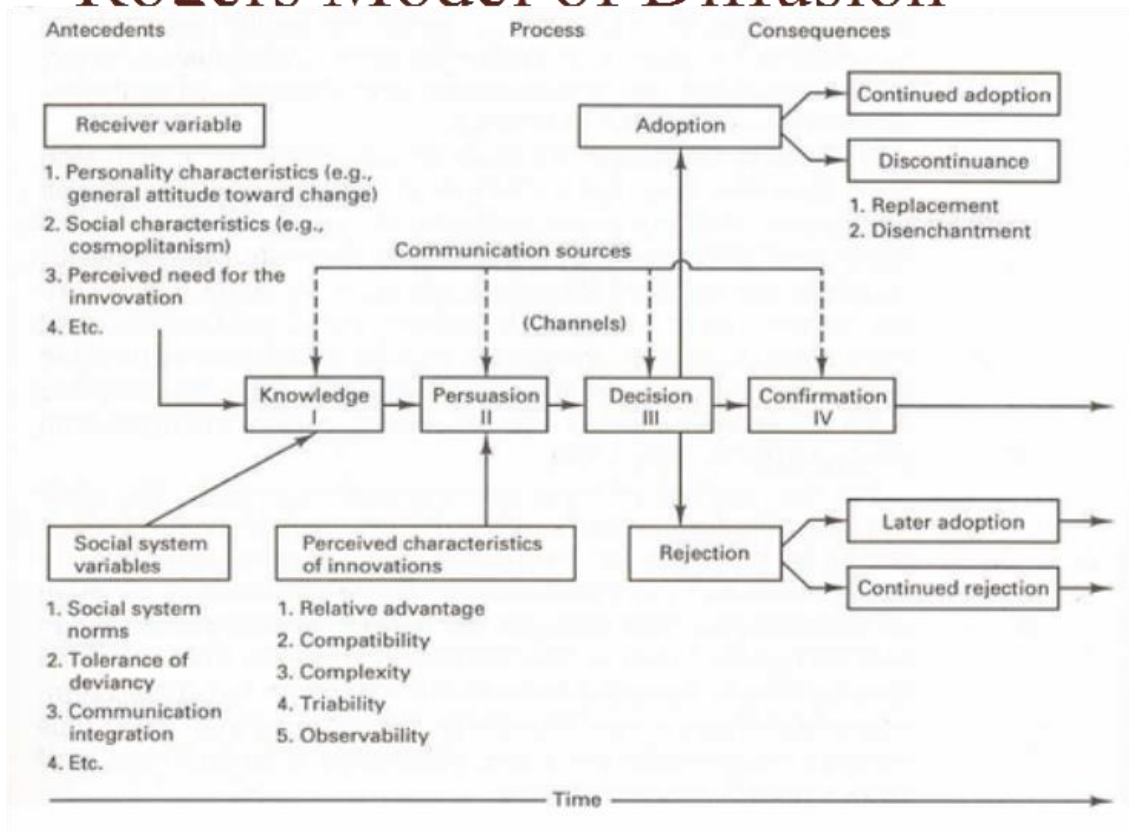 Rogers Model of Diffusion
Antecedents
Process
Consequences
Receiver variable
1. Personality characteristics (e.g.,
general attitude toward change)
2. Social characteristics (e.g.,
cosmoplitanism)
3. Perceived need for the
innvovation
4. Etc.
Adoption
Continued adoption
Discontinuance
1. Replacement
2. Disenchantment
Communication sources
(Channels)
Knowledge
I
Persuasion
II
Decision
III
Confirmation
IV
Social system
variables
1. Social system
norms
2. Tolerance of
deviancy
3. Communication
integration
4. Etc.
Perceived characteristics
of innovations
1. Relative advantage
2. Compatibility
3. Complexity
4. Triability
5. Observability
Rejection
Later adoption
Continued rejection
Time